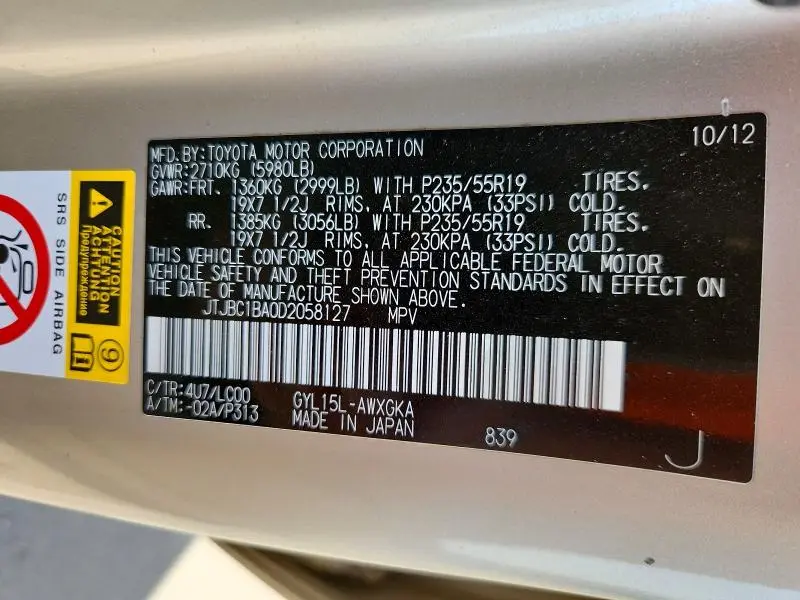 10/12
MFD.BY:TOYOTA MOTOR CORPORATION
GVWR:2710KG (5980LB)
GAWR:FRT. 1360KG (2999LB) WITH P235/55R19 TIRES.
19X7 1/2J RIMS, AT 230KPA (33PSI) COLD.
RR. 1385KG (3056LB) WITH P235/55R19 TIRES.
19X7 1/2J RIMS, AT 230KPA (33PSI) COLD.
THIS VEHICLE CONFORMS TO ALL APPLICABLE FEDERAL MOTOR
VEHICLE SAFETY AND THEFT PREVENTION STANDARDS IN EFFECT ON
THE DATE OF MANUFACTURE SHOWN ABOVE.
JTJBC1BA0D2058127 MPV
C/TR:4U7/LC00 GYL15L-AWXGKA
A/TM:-02A/P313 MADE IN JAPAN 839
J
CAUTION
ATTENTION
ACHTUNG
Предупреждение
SRS SIDE AIRBAG
9